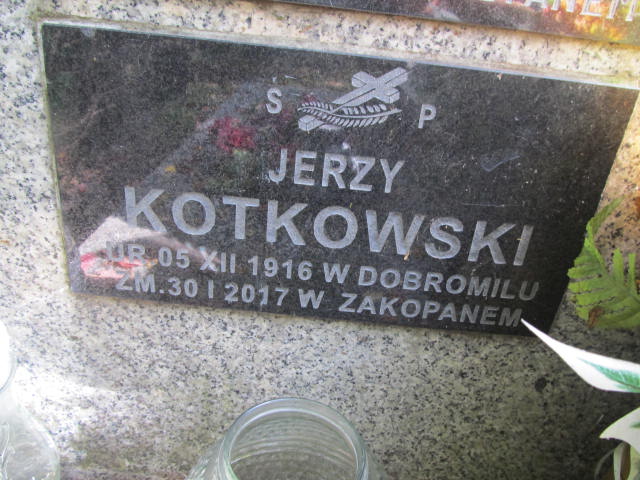 S P
JERZY
KOTKOWSKI
UR 05 XII 1916 W DOBROMILU
ZM.30 I 2017 W ZAKOPANEM